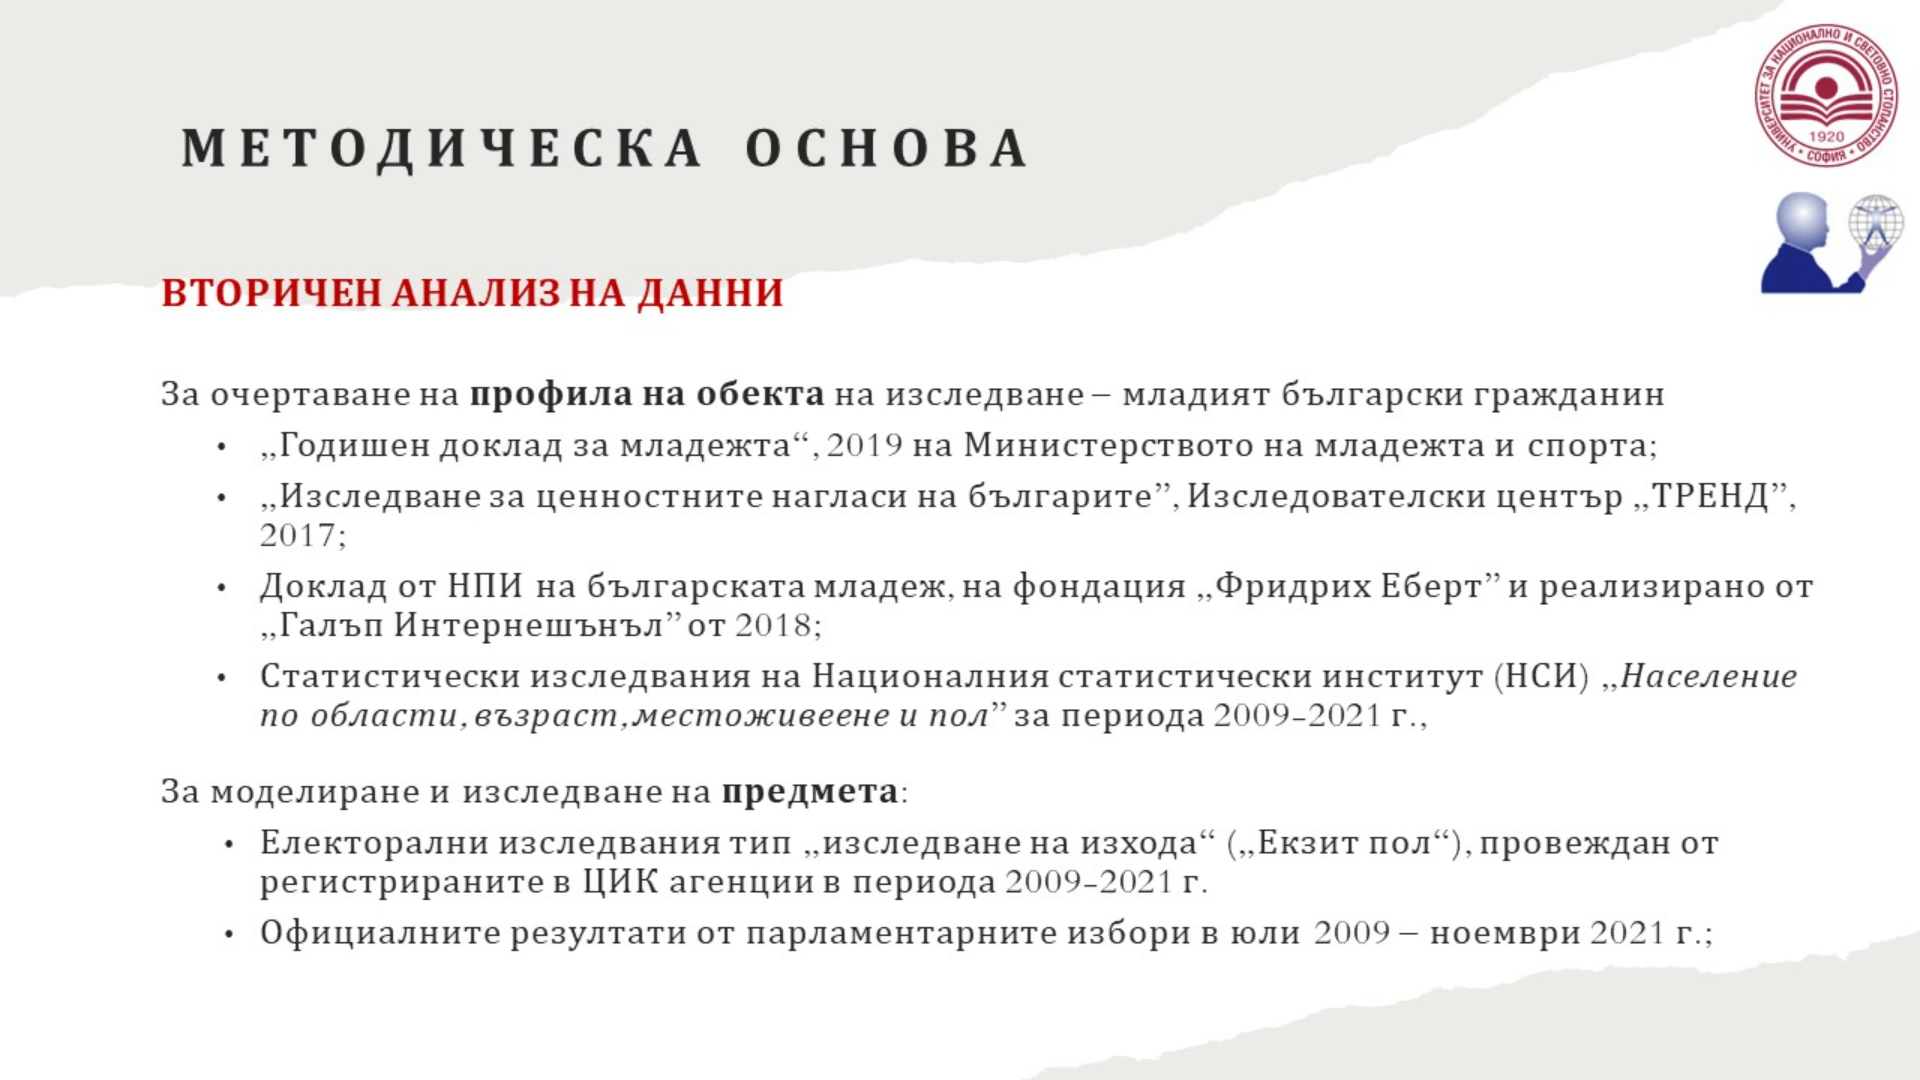 МЕТОДИЧЕСКА ОСНОВА
УНИВЕРСИТЕТ ЗА НАЦИОНАЛНО И СВЕТОВНО СТОПАНСТВО
1920
• СОФИЯ •
ВТОРИЧЕН АНАЛИЗ НА ДАННИ
За очертаване на профила на обекта на изследване – младият български гражданин
• „Годишен доклад за младежта“, 2019 на Министерството на младежта и спорта;
• „Изследване за ценностните нагласи на българите”, Изследователски център „ТРЕНД”,
2017;
• Доклад от НПИ на българската младеж, на фондация „Фридрих Еберт” и реализирано от
„Галъп Интернешънъл” от 2018;
• Статистически изследвания на Националния статистически институт (НСИ) „Население
по области, възраст, местоживеене и пол” за периода 2009–2021 г.,
За моделиране и изследване на предмета:
• Електорални изследвания тип „изследване на изхода“ („Екзит пол“), провеждан от
регистрираните в ЦИК агенции в периода 2009–2021 г.
• Официалните резултати от парламентарните избори в юли 2009 – ноември 2021 г.;